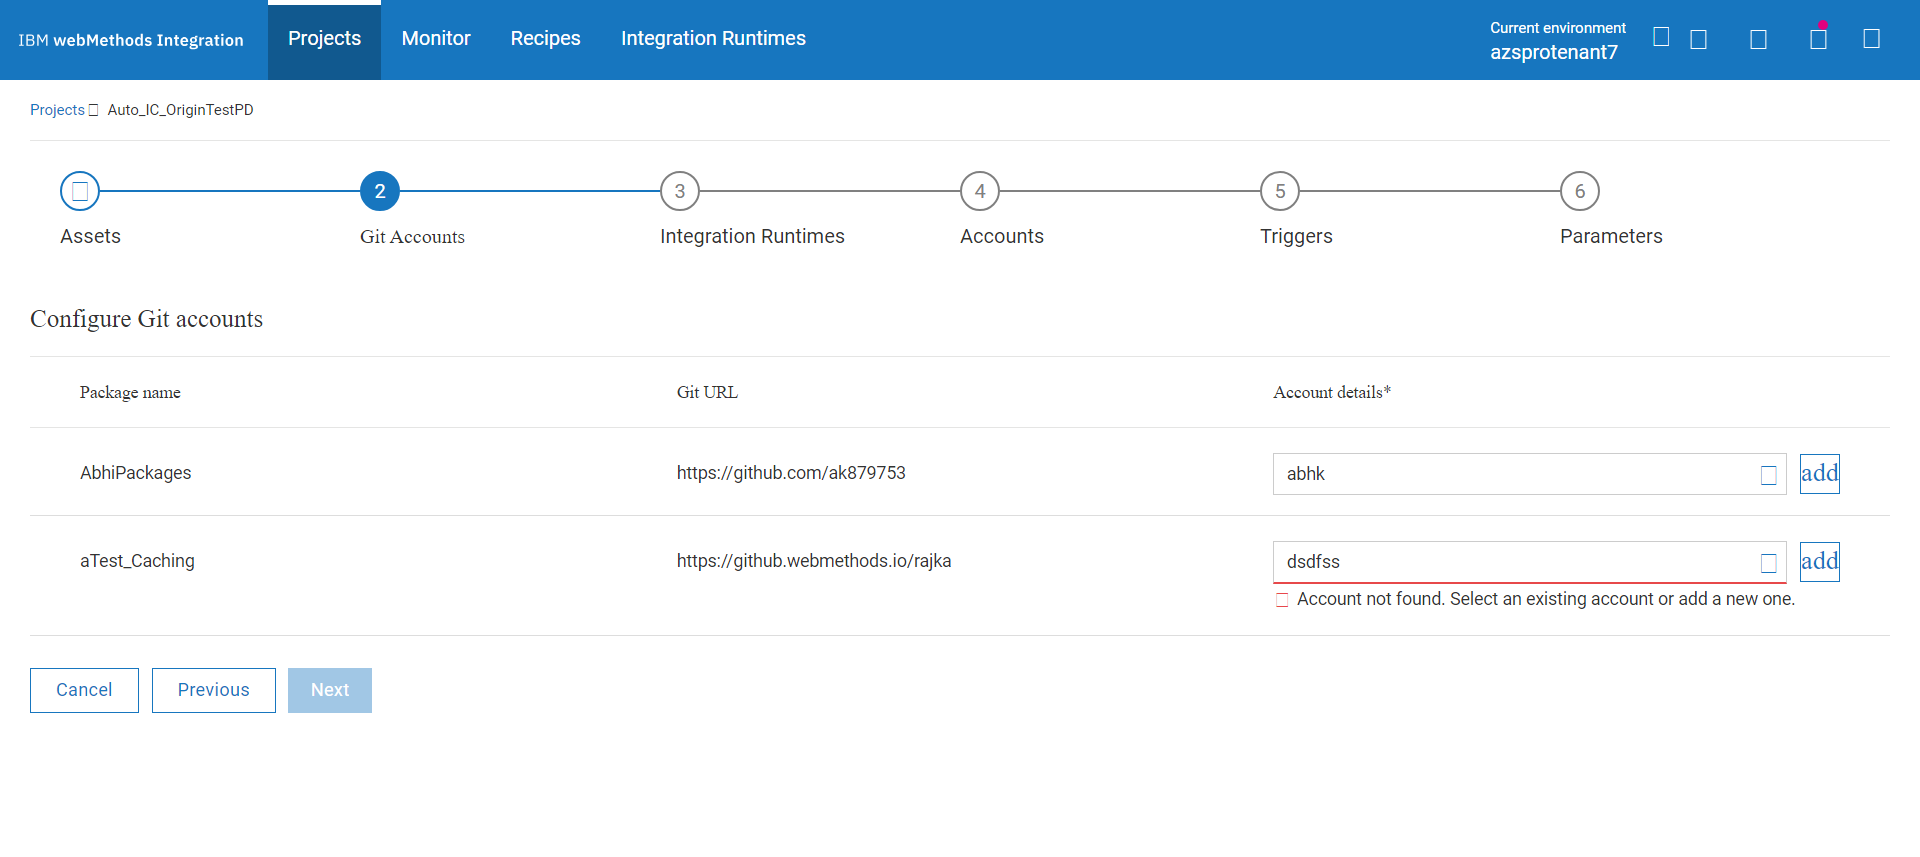 IBM webMethods Integration
Projects
Monitor
Recipes
Integration Runtimes
Current environment
azsprotenant7
Projects Auto_IC_OriginTestPD
2
3
4
5
6
Assets
Git Accounts
Integration Runtimes
Accounts
Triggers
Parameters
Configure Git accounts
Package name
Git URL
Account details*
AbhiPackages
https://github.com/ak879753
abhk
add
aTest_Caching
https://github.webmethods.io/rajka
dsdfss
add
Account not found. Select an existing account or add a new one.
Cancel
Previous
Next